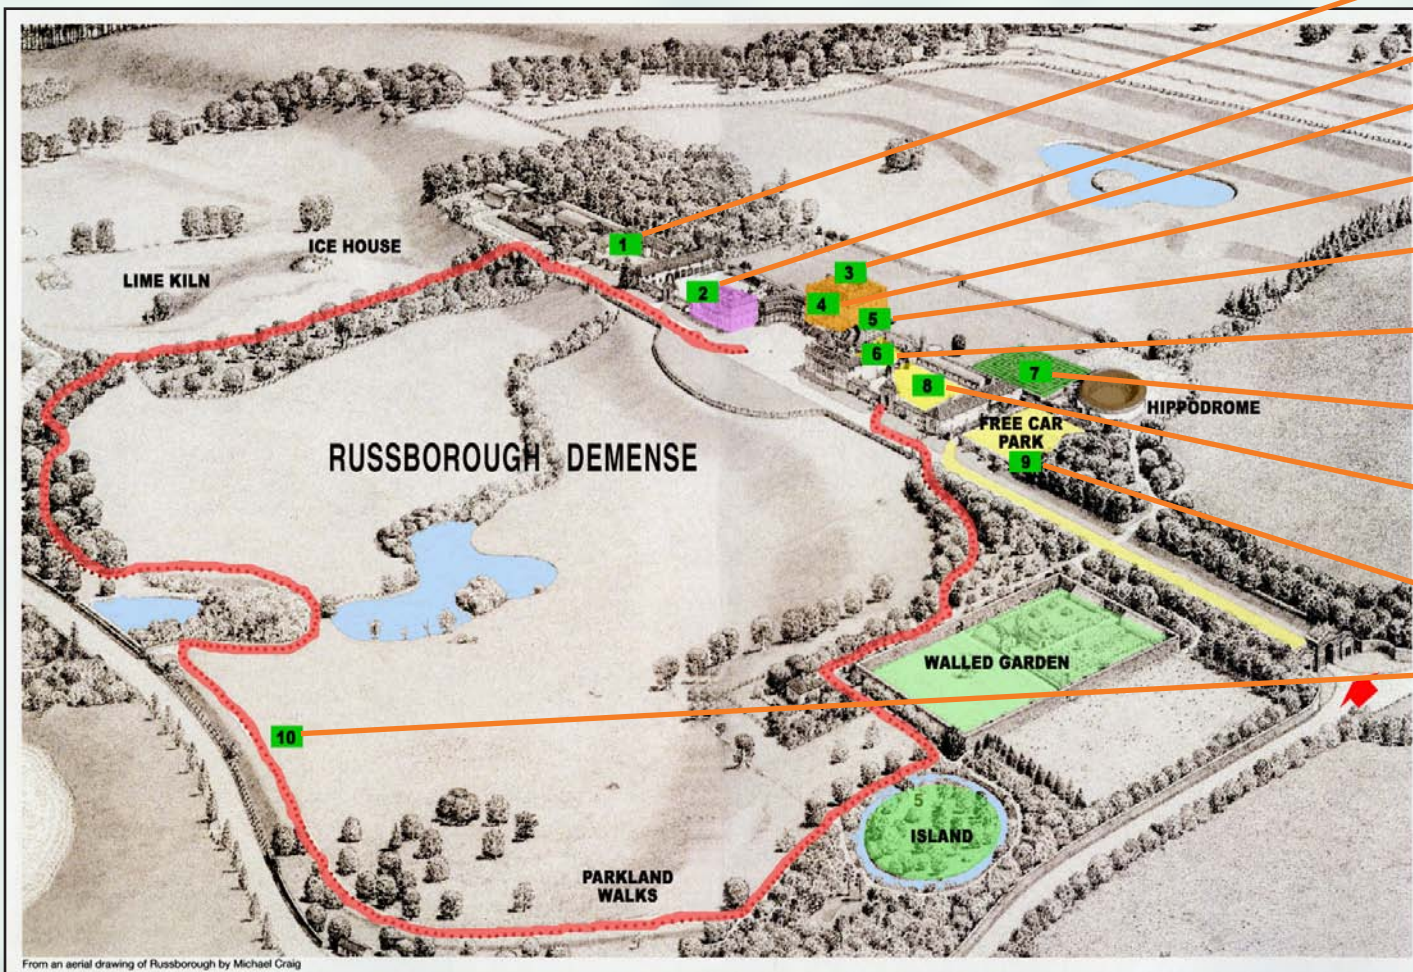 1
ICE HOUSE
LIME KILN
2
3
4
5
6
7
8
HIPPODROME
FREE CAR
PARK
9
RUSSBOROUGH DEMENSE
WALLED GARDEN
10
5
ISLAND
PARKLAND
WALKS
From an aerial drawing of Russborough by Michael Craig